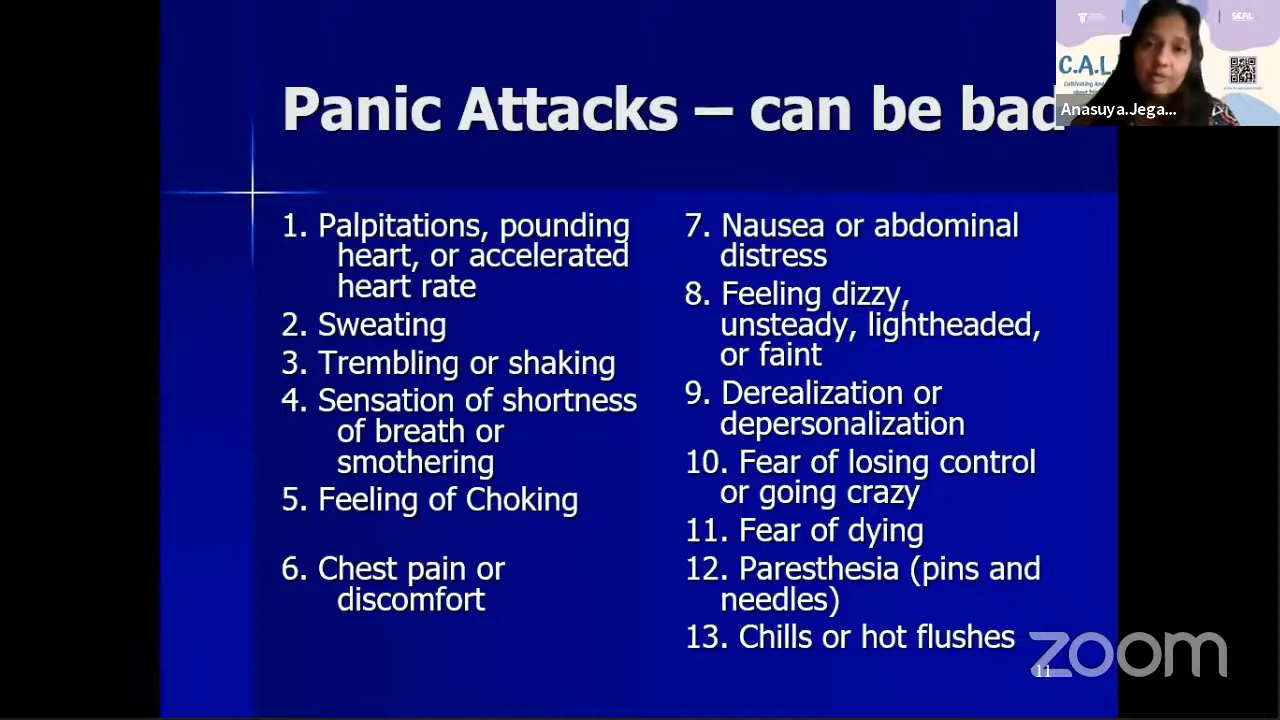 Panic Attacks – can be bad
1. Palpitations, pounding
heart, or accelerated
heart rate
2. Sweating
3. Trembling or shaking
4. Sensation of shortness
of breath or
smothering
5. Feeling of Choking
6. Chest pain or
discomfort
7. Nausea or abdominal
distress
8. Feeling dizzy,
unsteady, lightheaded,
or faint
9. Derealization or
depersonalization
10. Fear of losing control
or going crazy
11. Fear of dying
12. Paresthesia (pins and
needles)
13. Chills or hot flushes
11
zoom
SEAL
C.A.L
Anasuya.Jega...